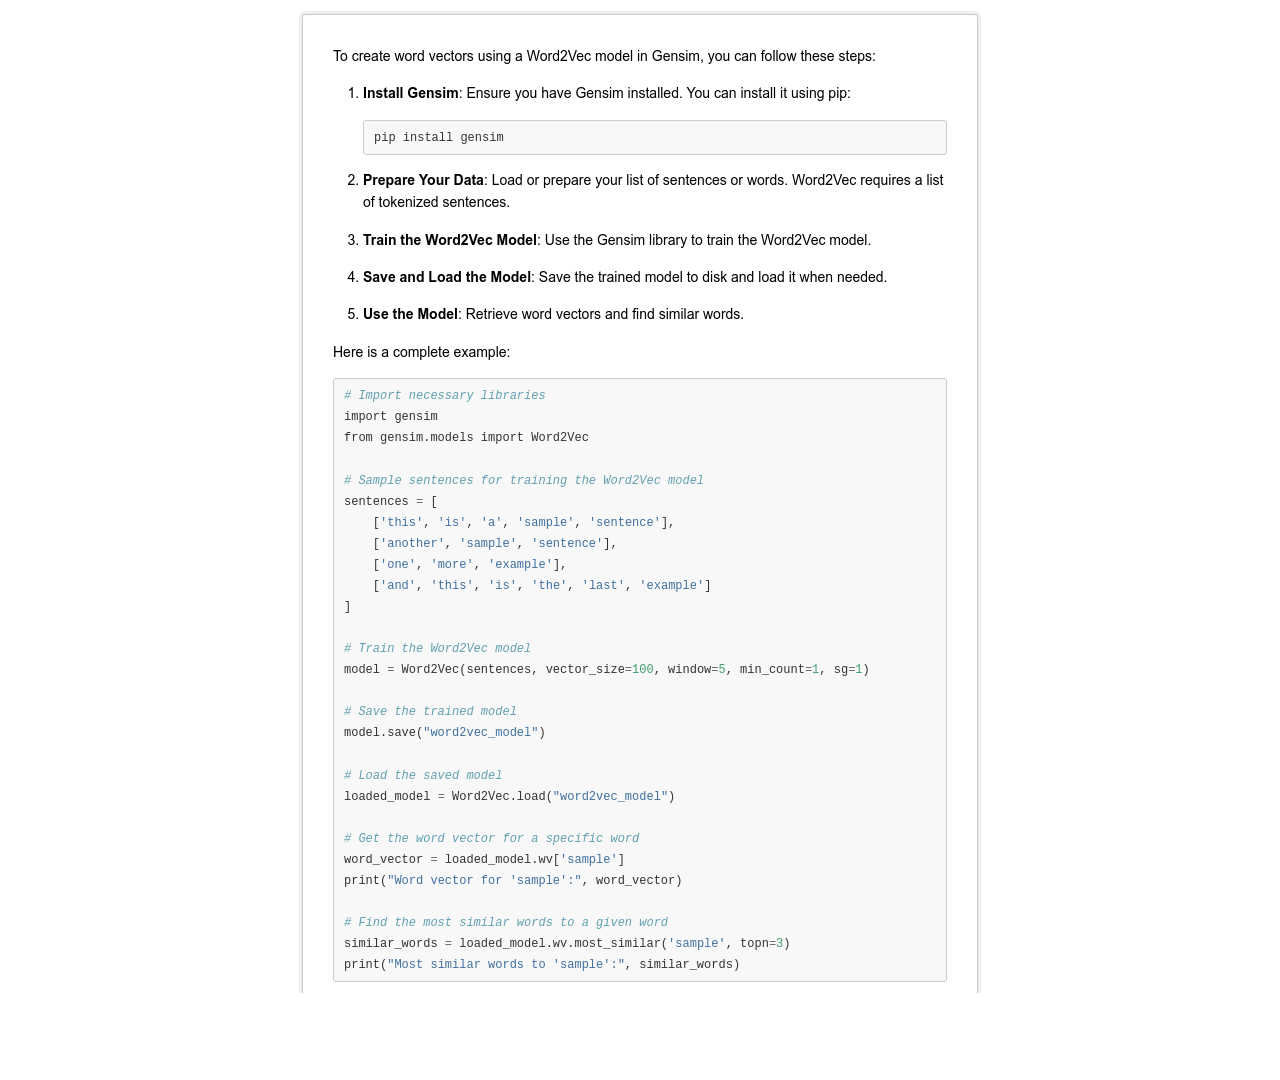 To create word vectors using a Word2Vec model in Gensim, you can follow these steps:
1. Install Gensim: Ensure you have Gensim installed. You can install it using pip:
pip install gensim
2. Prepare Your Data: Load or prepare your list of sentences or words. Word2Vec requires a list
of tokenized sentences.
3. Train the Word2Vec Model: Use the Gensim library to train the Word2Vec model.
4. Save and Load the Model: Save the trained model to disk and load it when needed.
5. Use the Model: Retrieve word vectors and find similar words.
Here is a complete example:
# Import necessary libraries
import gensim
from gensim.models import Word2Vec
# Sample sentences for training the Word2Vec model
sentences = [
    ['this', 'is', 'a', 'sample', 'sentence'],
    ['another', 'sample', 'sentence'],
    ['one', 'more', 'example'],
    ['and', 'this', 'is', 'the', 'last', 'example']
]
# Train the Word2Vec model
model = Word2Vec(sentences, vector_size=100, window=5, min_count=1, sg=1)
# Save the trained model
model.save("word2vec_model")
# Load the saved model
loaded_model = Word2Vec.load("word2vec_model")
# Get the word vector for a specific word
word_vector = loaded_model.wv['sample']
print("Word vector for 'sample':", word_vector)
# Find the most similar words to a given word
similar_words = loaded_model.wv.most_similar('sample', topn=3)
print("Most similar words to 'sample':", similar_words)